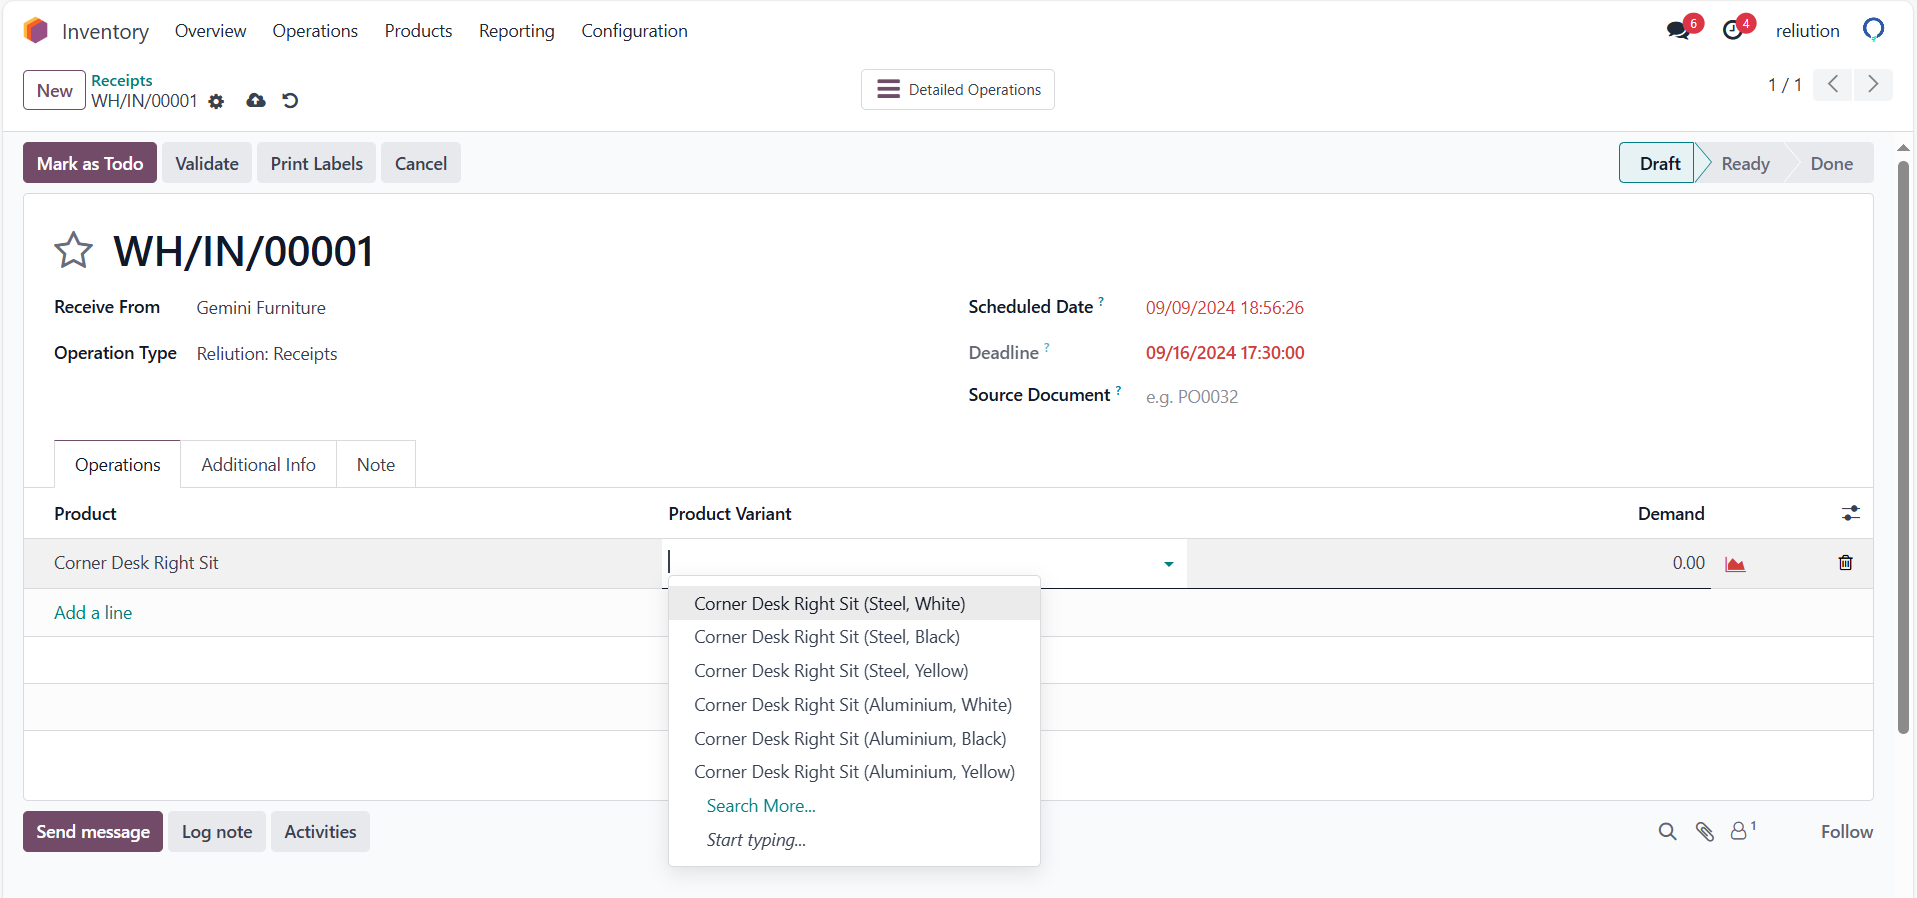 Inventory Overview Operations Products Reporting Configuration 6 4 reliution
New Receipts
WH/IN/00001
Detailed Operations
1 / 1
Mark as Todo Validate Print Labels Cancel Draft Ready Done
WH/IN/00001
Receive From Gemini Furniture
Scheduled Date ? 09/09/2024 18:56:26
Operation Type Reliution: Receipts
Deadline ? 09/16/2024 17:30:00
Source Document ? e.g. PO0032
Operations Additional Info Note
Product Product Variant Demand
Corner Desk Right Sit 0.00
Add a line
Corner Desk Right Sit (Steel, White)
Corner Desk Right Sit (Steel, Black)
Corner Desk Right Sit (Steel, Yellow)
Corner Desk Right Sit (Aluminium, White)
Corner Desk Right Sit (Aluminium, Black)
Corner Desk Right Sit (Aluminium, Yellow)
Search More...
Start typing...
Send message Log note Activities 1 Follow